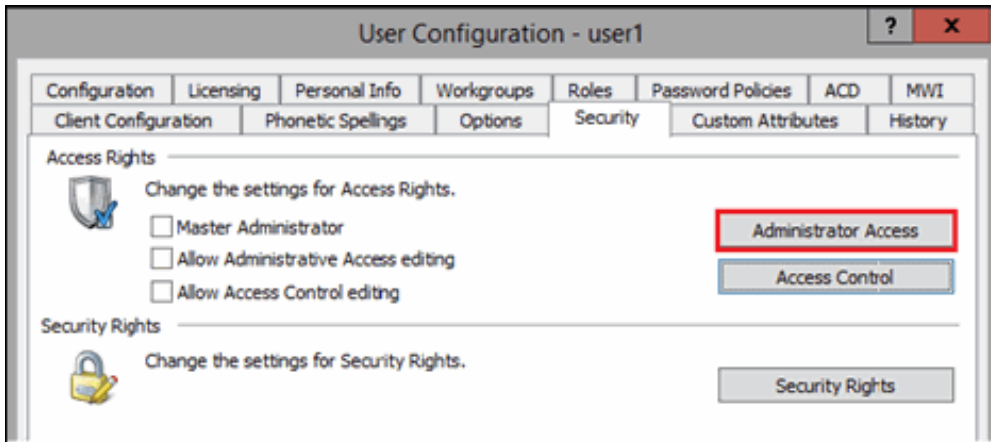 User Configuration - user1
? x
Configuration Licensing Personal Info Workgroups Roles Password Policies ACD MWI
Client Configuration Phonetic Spellings Options Security Custom Attributes History
Access Rights
Change the settings for Access Rights.
Master Administrator
Administrator Access
Allow Administrative Access editing
Access Control
Allow Access Control editing
Security Rights
Change the settings for Security Rights.
Security Rights